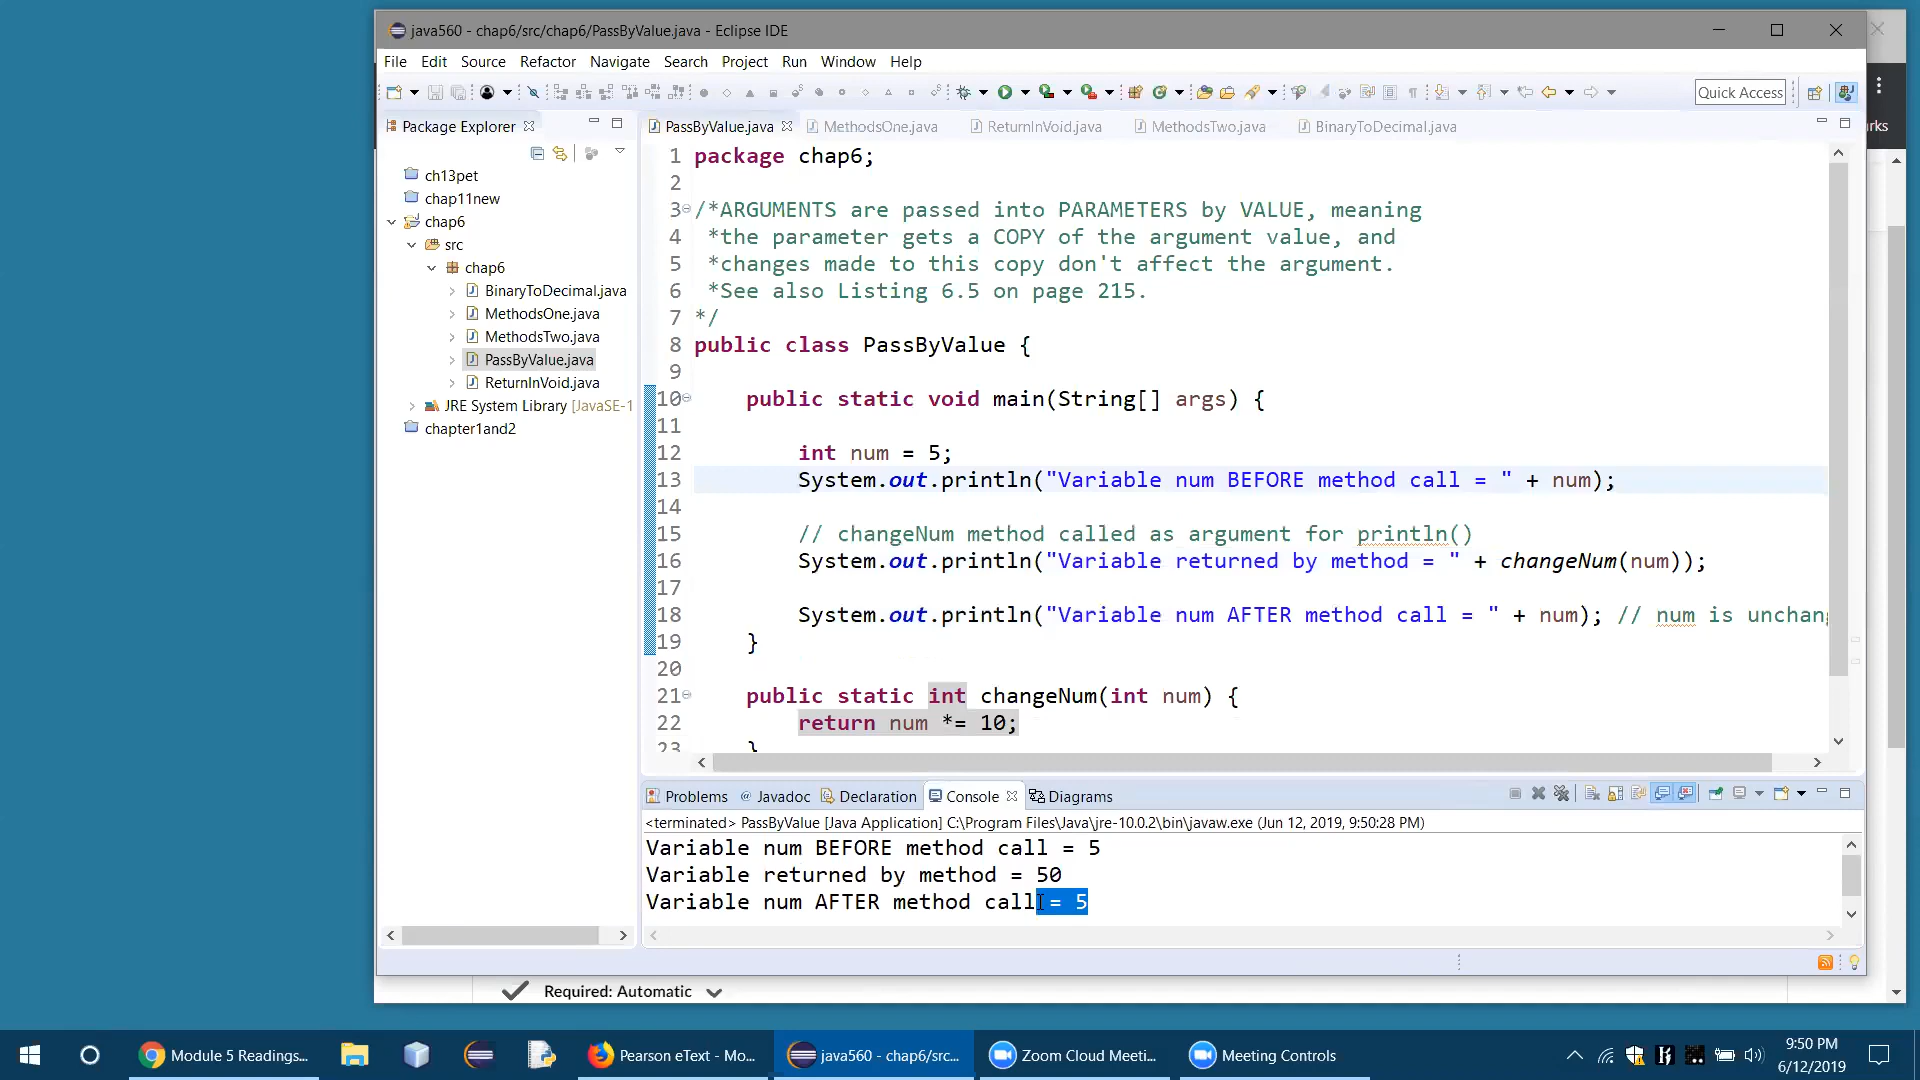 java560 - chap6/src/chap6/PassByValue.java - Eclipse IDE
File Edit Source Refactor Navigate Search Project Run Window Help
Quick Access
Package Explorer
ch13pet
chap11new
chap6
src
chap6
BinaryToDecimal.java
MethodsOne.java
MethodsTwo.java
PassByValue.java
ReturnInVoid.java
JRE System Library [JavaSE-1
chapter1and2
PassByValue.java MethodsOne.java ReturnInVoid.java MethodsTwo.java BinaryToDecimal.java
rks
1 package chap6;
2
3 /*ARGUMENTS are passed into PARAMETERS by VALUE, meaning
4 *the parameter gets a COPY of the argument value, and
5 *changes made to this copy don't affect the argument.
6 *See also Listing 6.5 on page 215.
7 */
8 public class PassByValue {
9
10 public static void main(String[] args) {
11
12 int num = 5;
13 System.out.println("Variable num BEFORE method call = " + num);
14
15 // changeNum method called as argument for println()
16 System.out.println("Variable returned by method = " + changeNum(num));
17
18 System.out.println("Variable num AFTER method call = " + num); // num is unchan
19 }
20
21 public static int changeNum(int num) {
22 return num *= 10;
23 }
Problems @ Javadoc Declaration Console Diagrams
<terminated> PassByValue [Java Application] C:\Program Files\Java\jre-10.0.2\bin\javaw.exe (Jun 12, 2019, 9:50:28 PM)
Variable num BEFORE method call = 5
Variable returned by method = 50
Variable num AFTER method call = 5
Required: Automatic
Module 5 Readings... Pearson eText - Mo... java560 - chap6/src... Zoom Cloud Meeti... Meeting Controls
9:50 PM
6/12/2019